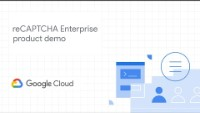 reCAPTCHA Enterprise
product demo
Google Cloud